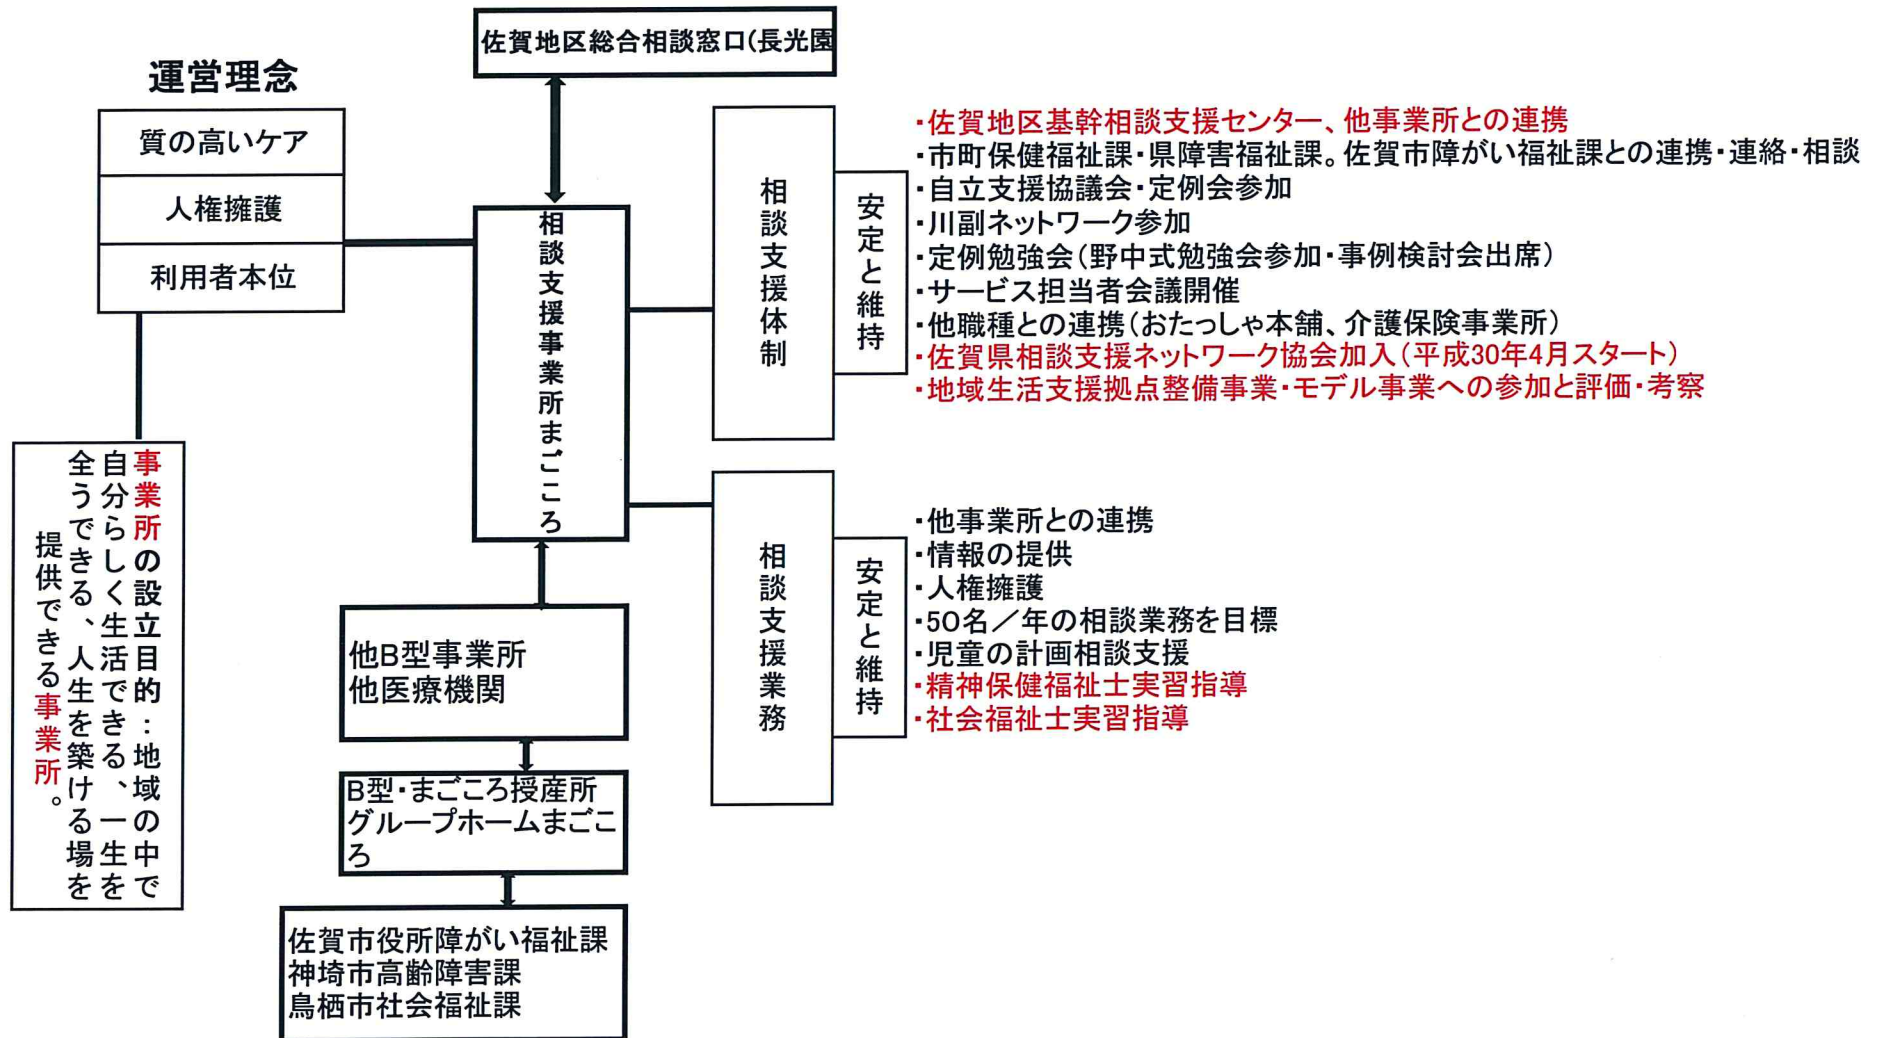 佐賀地区総合相談窓口(長光園
運営理念
質の高いケア
人権擁護
利用者本位
事業所の設立目的:地域の中で
自分らしく生活できる、一生を
全うできる、人生を築ける場を
提供できる事業所。
相談支援事業所まごころ
相談支援体制
安定と維持
・佐賀地区基幹相談支援センター、他事業所との連携
・市町保健福祉課・県障害福祉課。佐賀市障がい福祉課との連携・連絡・相談
・自立支援協議会・定例会参加
・川副ネットワーク参加
・定例勉強会(野中式勉強会参加・事例検討会出席)
・サービス担当者会議開催
・他職種との連携(おたっしゃ本舗、介護保険事業所)
・佐賀県相談支援ネットワーク協会加入(平成30年4月スタート)
・地域生活支援拠点整備事業・モデル事業への参加と評価・考察
相談支援業務
安定と維持
・他事業所との連携
・情報の提供
・人権擁護
・50名/年の相談業務を目標
・児童の計画相談支援
・精神保健福祉士実習指導
・社会福祉士実習指導
他B型事業所
他医療機関
B型・まごころ授産所
グループホームまごこ
ろ
佐賀市役所障がい福祉課
神埼市高齢障害課
鳥栖市社会福祉課